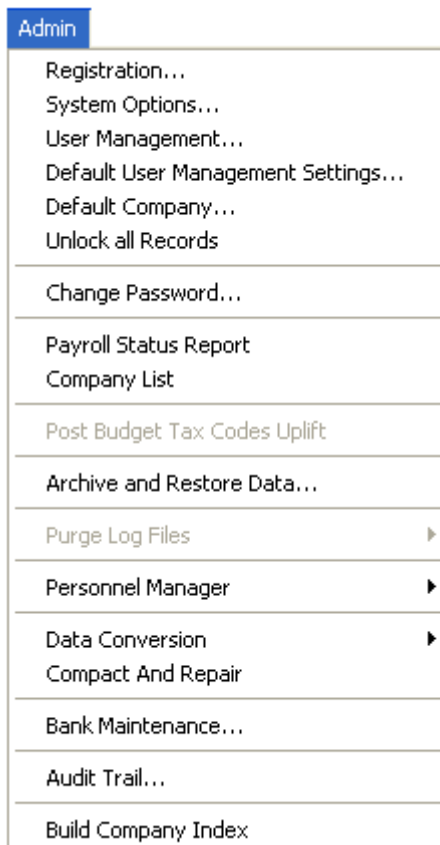 Admin
Registration...
System Options...
User Management...
Default User Management Settings...
Default Company...
Unlock all Records
Change Password...
Payroll Status Report
Company List
Post Budget Tax Codes Uplift
Archive and Restore Data...
Purge Log Files
Personnel Manager
Data Conversion
Compact And Repair
Bank Maintenance...
Audit Trail...
Build Company Index